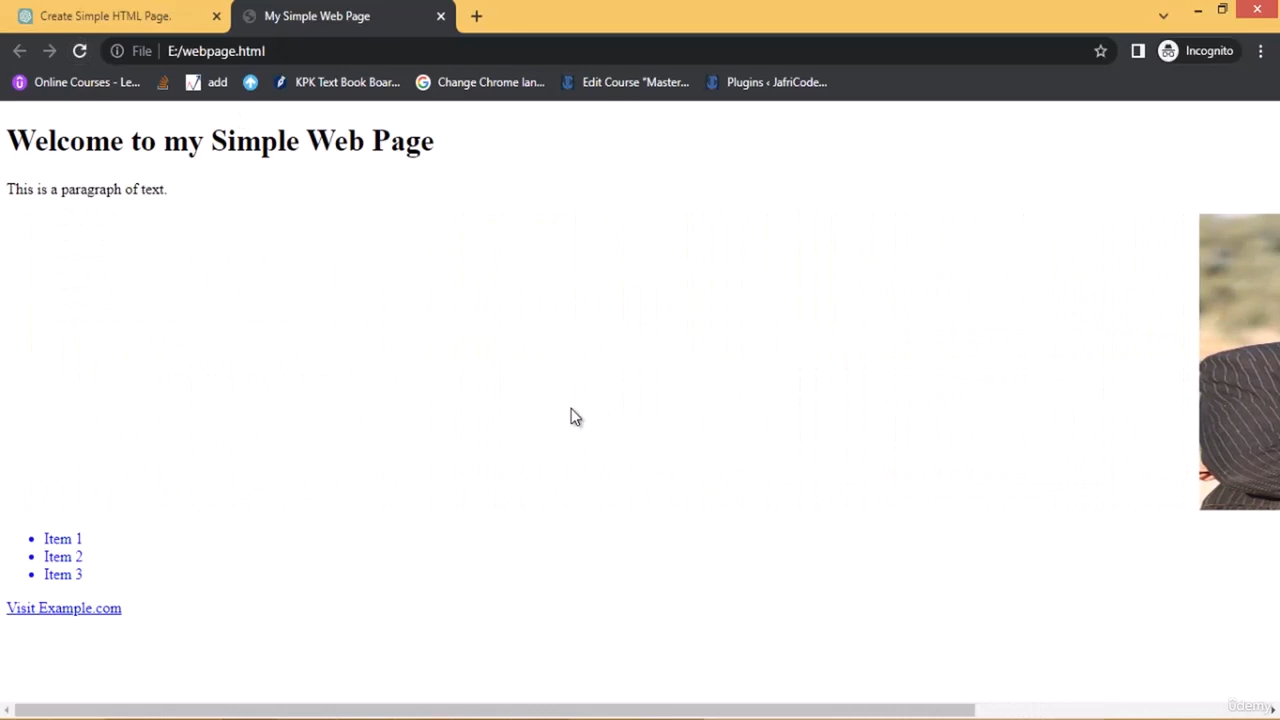 Create Simple HTML Page.
My Simple Web Page
File
E:/webpage.html
Incognito
Online Courses - Le...
add
KPK Text Book Boar...
Change Chrome lan...
Edit Course "Master...
Plugins ‹ JafriCode...
Welcome to my Simple Web Page
This is a paragraph of text.
Item 1
Item 2
Item 3
Visit Example.com
ûdemy